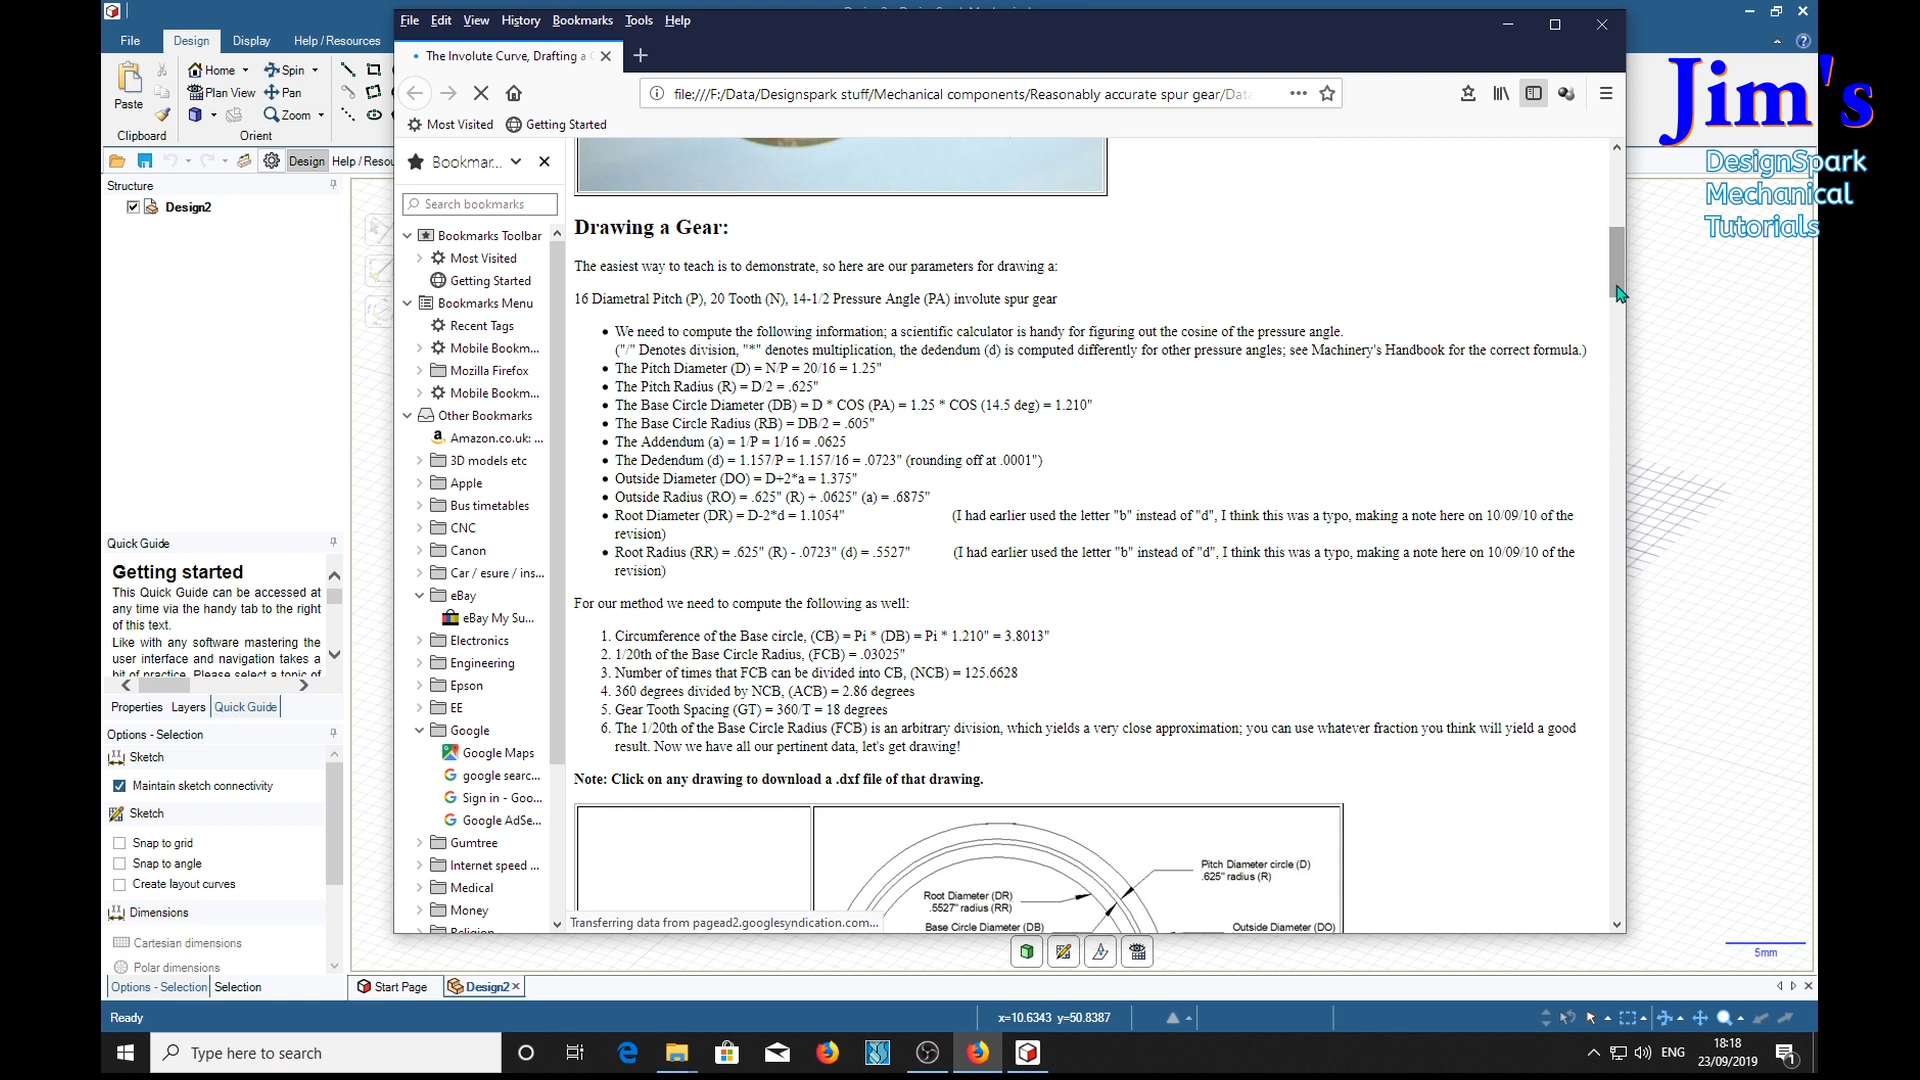 File Edit View History Bookmarks Tools Help
The Involute Curve, Drafting a
file:///F:/Data/Designspark stuff/Mechanical components/Reasonably accurate spur gear/Data
Most Visited Getting Started
File Design Display Help / Resources
Paste
Home Spin
Plan View Pan
Zoom
Clipboard Orient
Design Help / Resou
Structure
Design2
Jim's
DesignSpark
Mechanical
Tutorials
Bookmar...
Search bookmarks
Bookmarks Toolbar
Most Visited
Getting Started
Bookmarks Menu
Recent Tags
Mobile Bookm...
Mozilla Firefox
Mobile Bookm...
Other Bookmarks
Amazon.co.uk: ...
3D models etc
Apple
Bus timetables
CNC
Canon
Car / esure / ins...
eBay
eBay My Su...
Electronics
Engineering
Epson
EE
Google
Google Maps
google searc...
Sign in - Goo...
Google AdSe...
Gumtree
Internet speed ...
Medical
Money
Religion
Drawing a Gear:
The easiest way to teach is to demonstrate, so here are our parameters for drawing a:
16 Diametral Pitch (P), 20 Tooth (N), 14-1/2 Pressure Angle (PA) involute spur gear
We need to compute the following information; a scientific calculator is handy for figuring out the cosine of the pressure angle.
("/" Denotes division, "*" denotes multiplication, the dedendum (d) is computed differently for other pressure angles; see Machinery's Handbook for the correct formula.)
The Pitch Diameter (D) = N/P = 20/16 = 1.25"
The Pitch Radius (R) = D/2 = .625"
The Base Circle Diameter (DB) = D * COS (PA) = 1.25 * COS (14.5 deg) = 1.210"
The Base Circle Radius (RB) = DB/2 = .605"
The Addendum (a) = 1/P = 1/16 = .0625
The Dedendum (d) = 1.157/P = 1.157/16 = .0723" (rounding off at .0001")
Outside Diameter (DO) = D+2*a = 1.375"
Outside Radius (RO) = .625" (R) + .0625" (a) = .6875"
Root Diameter (DR) = D-2*d = 1.1054" (I had earlier used the letter "b" instead of "d", I think this was a typo, making a note here on 10/09/10 of the
revision)
Root Radius (RR) = .625" (R) - .0723" (d) = .5527" (I had earlier used the letter "b" instead of "d", I think this was a typo, making a note here on 10/09/10 of the
revision)
For our method we need to compute the following as well:
1. Circumference of the Base circle, (CB) = Pi * (DB) = Pi * 1.210" = 3.8013"
2. 1/20th of the Base Circle Radius, (FCB) = .03025"
3. Number of times that FCB can be divided into CB, (NCB) = 125.6628
4. 360 degrees divided by NCB, (ACB) = 2.86 degrees
5. Gear Tooth Spacing (GT) = 360/T = 18 degrees
6. The 1/20th of the Base Circle Radius (FCB) is an arbitrary division, which yields a very close approximation; you can use whatever fraction you think will yield a good
result. Now we have all our pertinent data, let's get drawing!
Note: Click on any drawing to download a .dxf file of that drawing.
Pitch Diameter circle (D)
.625" radius (R)
Root Diameter (DR)
.5527" radius (RR)
Base Circle Diameter (DB)
Outside Diameter (DO)
Transferring data from pagead2.googlesyndication.com...
Quick Guide
Getting started
This Quick Guide can be accessed at
any time via the handy tab to the right
of this text.
Like with any software mastering the
user interface and navigation takes a
bit of practice. Please select a topic of
Properties Layers Quick Guide
Options - Selection
Sketch
Maintain sketch connectivity
Sketch
Snap to grid
Snap to angle
Create layout curves
Dimensions
Cartesian dimensions
Polar dimensions
Options - Selection Selection
5mm
Start Page Design2
Ready
x=10.6343 y=50.8387
Type here to search
ENG
18:18
23/09/2019
1